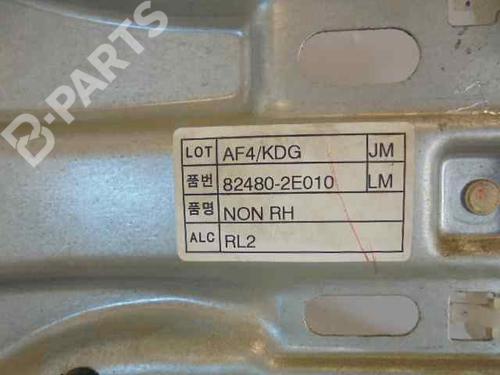 B-PARTS
LOT AF4/KDG JM
품번 82480-2E010 LM
품명 NON RH
ALC RL2